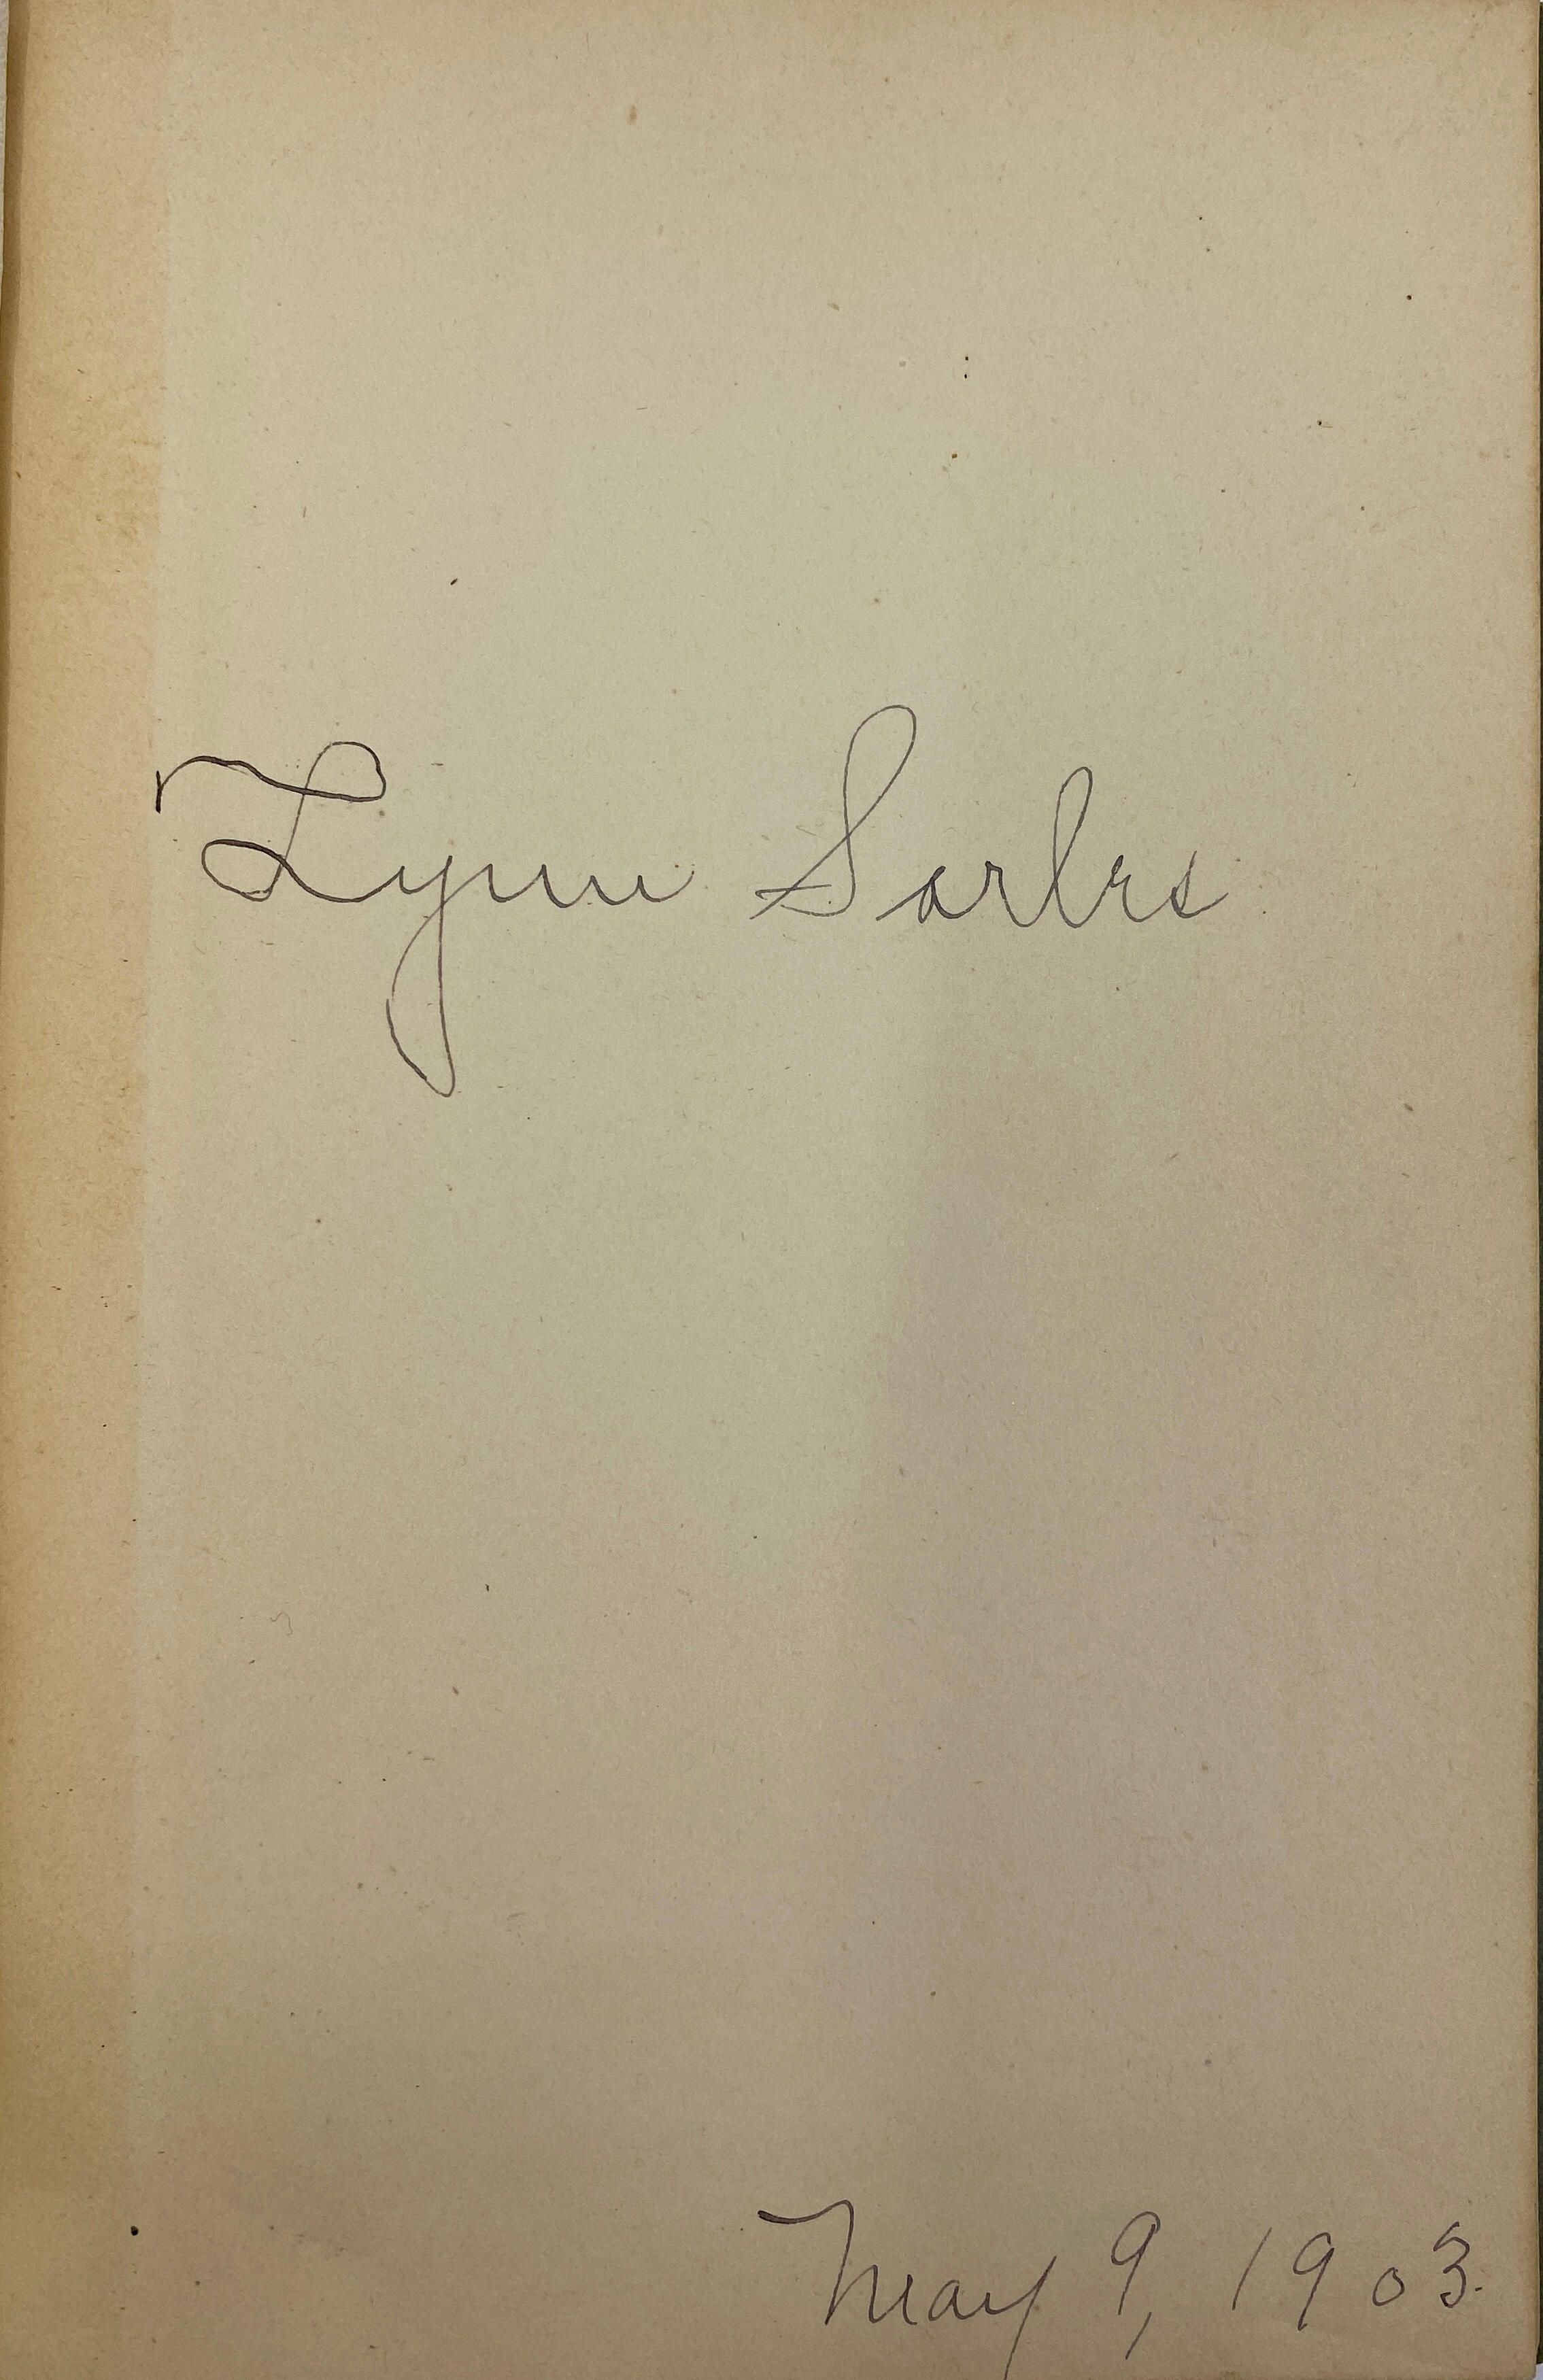 Lynn Sarles
May 9, 1903.